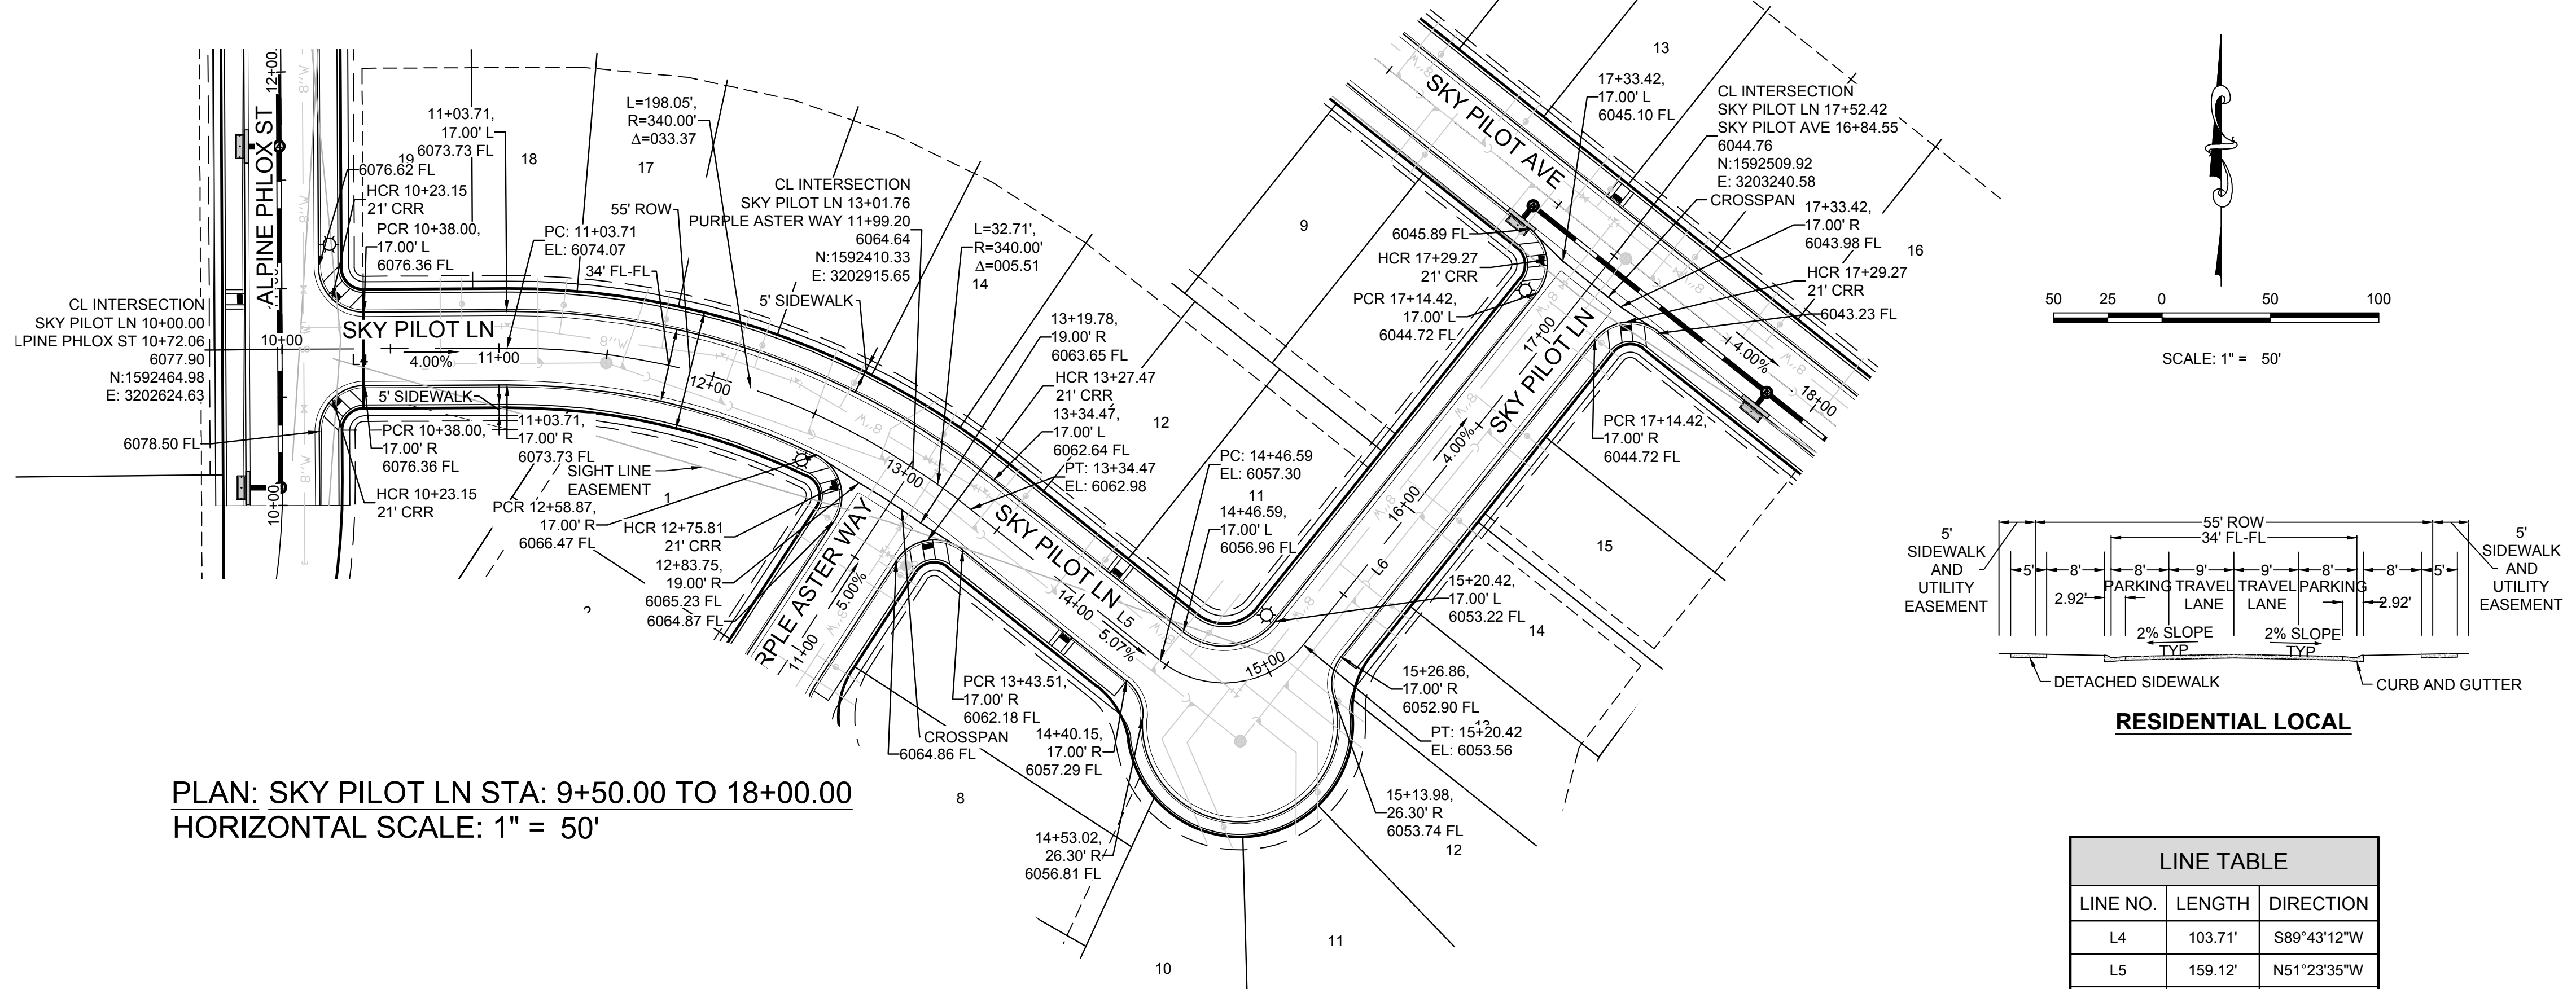 12+00.
ALPINE PHLOX ST
10+00
10+00
CL INTERSECTION
SKY PILOT LN 10+00.00
LPINE PHLOX ST 10+72.06
6077.90
N:1592464.98
E: 3202624.63
6078.50 FL
11+03.71,
17.00' L
6073.73 FL
19
18
17
6076.62 FL
HCR 10+23.15
21' CRR
PCR 10+38.00,
17.00' L
6076.36 FL
L=198.05',
R=340.00'
Δ=033.37
55' ROW
PC: 11+03.71
EL: 6074.07
34' FL-FL
SKY PILOT LN
L4
4.00%
11+00
8"W
8"W
8"W
12+00
5' SIDEWALK
PCR 10+38.00,
17.00' R
6076.36 FL
HCR 10+23.15
21' CRR
11+03.71,
17.00' R
6073.73 FL
SIGHT LINE
EASEMENT
1
PCR 12+58.87,
17.00' R
6066.47 FL
HCR 12+75.81
21' CRR
12+83.75,
19.00' R
6065.23 FL
6064.87 FL
CL INTERSECTION
SKY PILOT LN 13+01.76
PURPLE ASTER WAY 11+99.20
6064.64
N:1592410.33
E: 3202915.65
5' SIDEWALK
L=32.71',
R=340.00'
Δ=005.51
14
8"W
13+00
13+19.78,
19.00' R
6063.65 FL
HCR 13+27.47
21' CRR
13+34.47,
17.00' L
6062.64 FL
PT: 13+34.47
EL: 6062.98
12
SKY PILOT LN
14+00
L5
5.07%
RPLE ASTER WAY
11+00
5.00%
8"W
PCR 13+43.51,
17.00' R
6062.18 FL
CROSSPAN
6064.86 FL
14+40.15,
17.00' R
6057.29 FL
8
14+53.02,
26.30' R
6056.81 FL
10
11
PC: 14+46.59
EL: 6057.30
11
14+46.59,
17.00' L
6056.96 FL
15+00
15+20.42,
17.00' L
6053.22 FL
14
15+26.86,
17.00' R
6052.90 FL
PT: 15+20.42
EL: 6053.56
15+13.98,
26.30' R
6053.74 FL
12
9
SKY PILOT AVE
8"W
13
17+33.42,
17.00' L
6045.10 FL
CL INTERSECTION
SKY PILOT LN 17+52.42
SKY PILOT AVE 16+84.55
6044.76
N:1592509.92
E: 3203240.58
CROSSPAN
17+33.42,
17.00' R
6043.98 FL
16
HCR 17+29.27
21' CRR
6043.23 FL
6045.89 FL
HCR 17+29.27
21' CRR
PCR 17+14.42,
17.00' L
6044.72 FL
8"W
17+00
SKY PILOT LN
4.00%
16+00
8"W
L6
8"W
4.00%
18+00
8"W
PCR 17+14.42,
17.00' R
6044.72 FL
15
PLAN: SKY PILOT LN STA: 9+50.00 TO 18+00.00
HORIZONTAL SCALE: 1" = 50'
50 25 0 50 100
SCALE: 1" = 50'
55' ROW
34' FL-FL
5'
SIDEWALK
AND
UTILITY
EASEMENT
5' 8' 8' 9' 9' 8' 8' 5'
PARKING TRAVEL TRAVEL PARKING
LANE LANE
2.92' 2.92'
2% SLOPE 2% SLOPE
TYP TYP
5'
SIDEWALK
AND
UTILITY
EASEMENT
DETACHED SIDEWALK
CURB AND GUTTER
RESIDENTIAL LOCAL
LINE TABLE
LINE NO. LENGTH DIRECTION
L4 103.71' S89°43'12"W
L5 159.12' N51°23'35"W